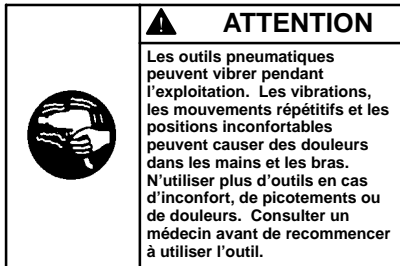 ATTENTION
Les outils pneumatiques
peuvent vibrer pendant
l'exploitation. Les vibrations,
les mouvements répétitifs et les
positions inconfortables
peuvent causer des douleurs
dans les mains et les bras.
N'utiliser plus d'outils en cas
d'inconfort, de picotements ou
de douleurs. Consulter un
médecin avant de recommencer
à utiliser l'outil.